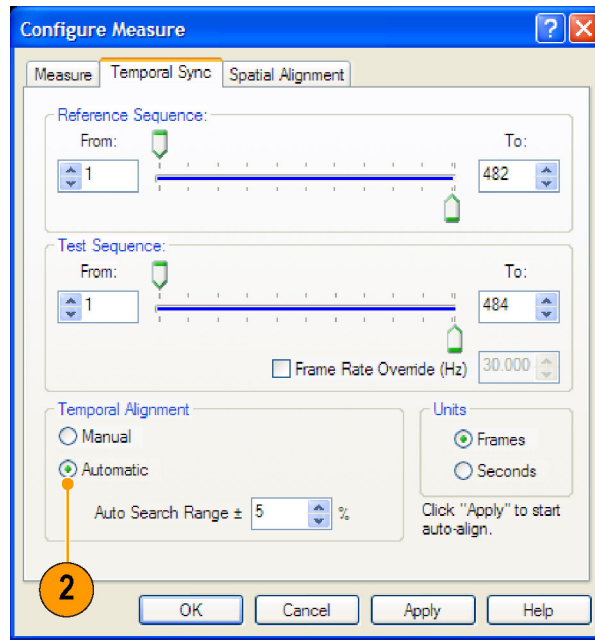 Configure Measure
Measure Temporal Sync Spatial Alignment
Reference Sequence:
From: To:
1 482
Test Sequence:
From: To:
1 484
Frame Rate Override (Hz) 30.000
Temporal Alignment
Manual
Automatic
Auto Search Range ± 5 %
Units
Frames
Seconds
Click "Apply" to start
auto-align.
2
OK Cancel Apply Help